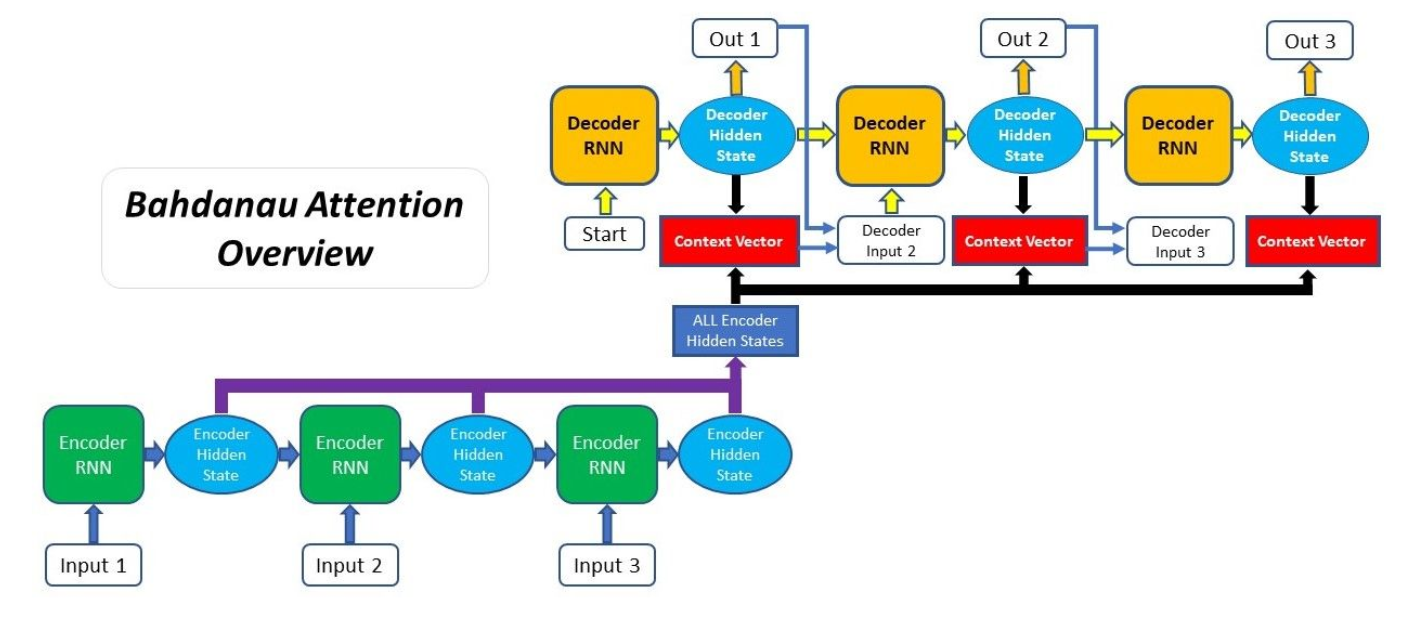 Out 1
Out 2
Out 3
Decoder
RNN
Decoder
Hidden
State
Decoder
RNN
Decoder
Hidden
State
Decoder
RNN
Decoder
Hidden
State
Bahdanau Attention
Overview
Start
Context Vector
Decoder
Input 2
Context Vector
Decoder
Input 3
Context Vector
ALL Encoder
Hidden States
Encoder
RNN
Encoder
Hidden
State
Encoder
RNN
Encoder
Hidden
State
Encoder
RNN
Encoder
Hidden
State
Input 1
Input 2
Input 3